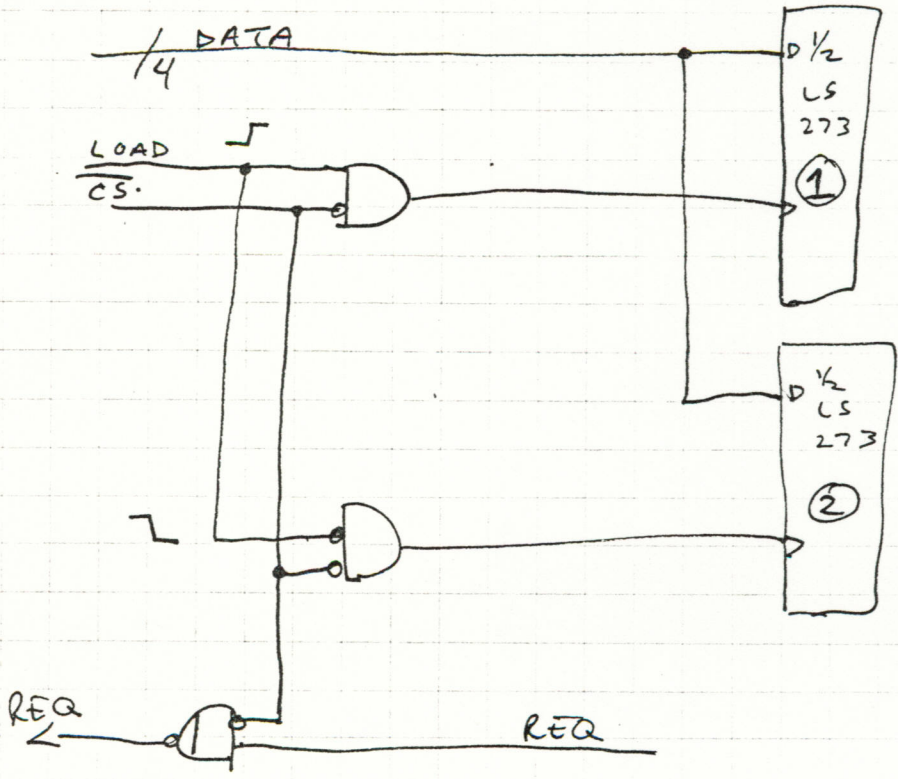 DATA
/4
D 1/2
LS
273
1
LOAD
CS.
D 1/2
LS
273
2
REQ
REQ